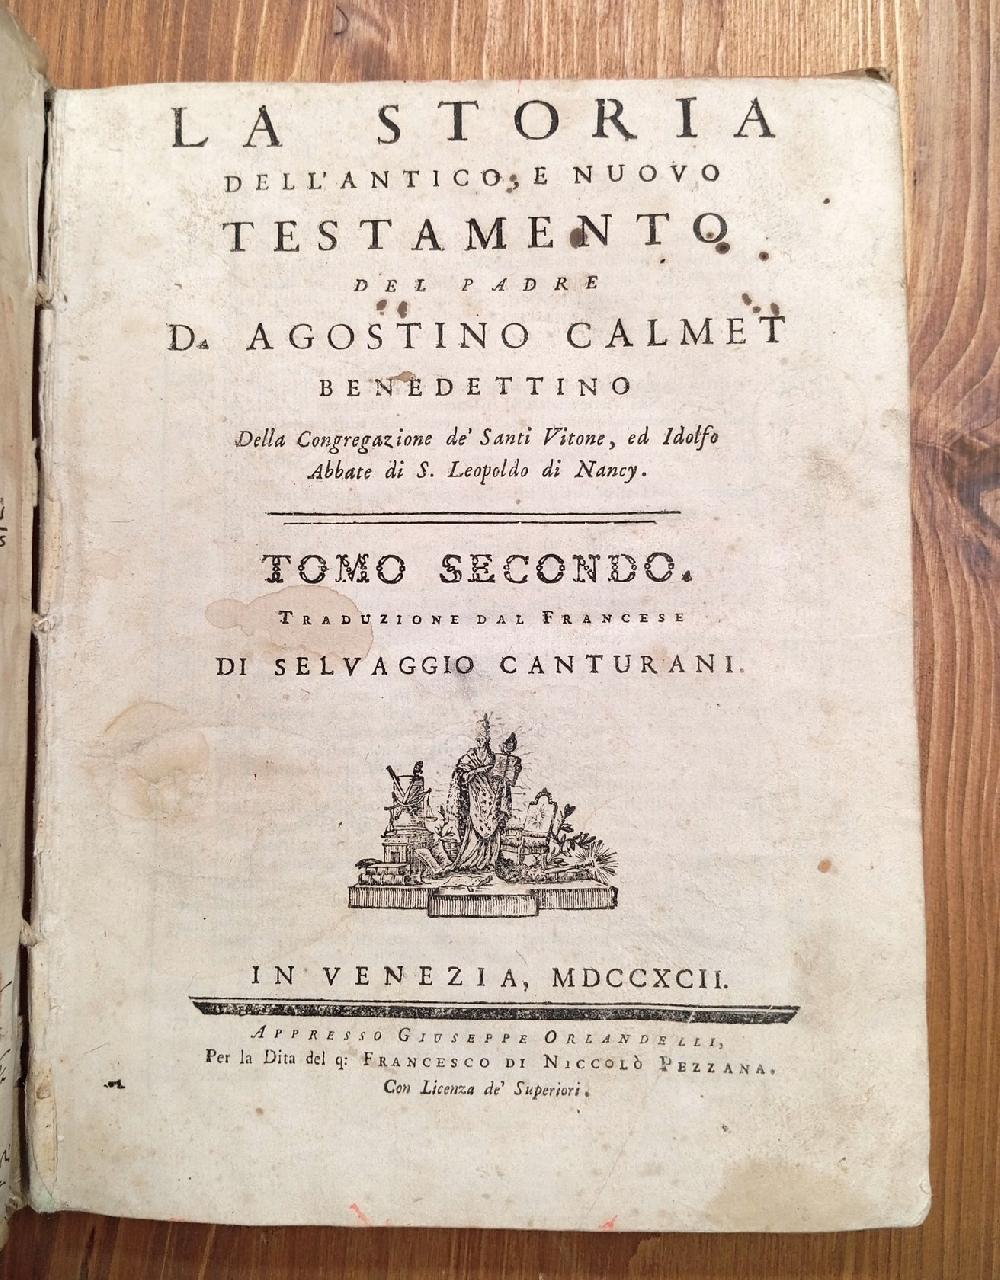 LA STORIA
DELL'ANTICO, E NUOVO
TESTAMENTO
DEL PADRE
D. AGOSTINO CALMET
BENEDETTINO
Della Congregazione de' Santi Vitone, ed Idolfo
Abbate di S. Leopoldo di Nancy.
TOMO SECONDO.
TRADUZIONE DAL FRANCESE
DI SELVAGGIO CANTURANI.
IN VENEZIA, MDCCXCII.
APPRESSO GIUSEPPE ORLANDELLI,
Per la Dita del q: FRANCESCO DI NICCOLÒ PEZZANA.
Con Licenza de' Superiori.